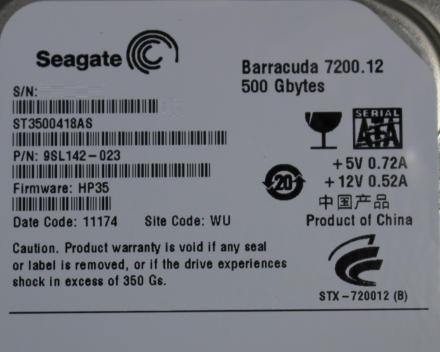 Seagate
Barracuda 7200.12
500 Gbytes
S/N:
ST3500418AS
P/N: 9SL142-023
Firmware: HP35
Date Code: 11174 Site Code: WU
SERIAL
ATA
+5V 0.72A
+12V 0.52A
20
中国产品
Product of China
Caution. Product warranty is void if any seal
or label is removed, or if the drive experiences
shock in excess of 350 Gs.
STX-720012 (B)